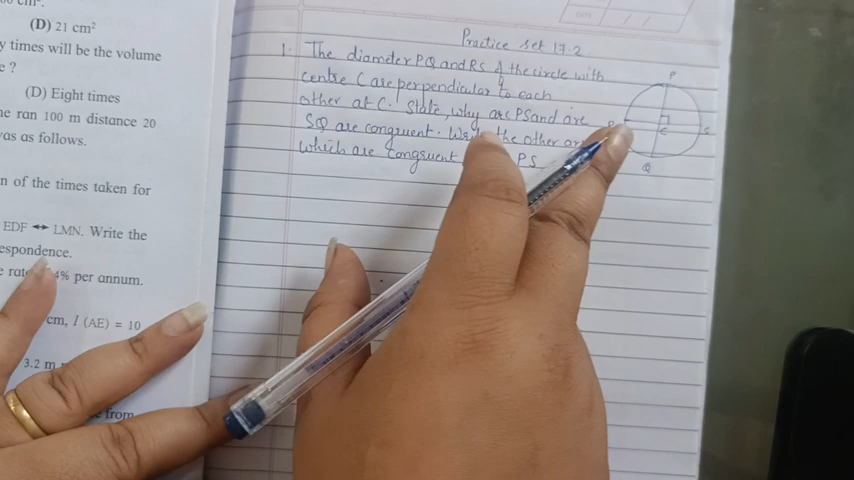 (D) 21 cm²
y times will be the volume
e ?
(D) Eight times
ne ran 100 m distance 20
vas as follows.
n of the times taken for
EDF ↔ LMN. Write the
espondence.
e rate 4% per annum.
cm, l (AE) = 10
3.2 m
from
Practice set 17.2
1. The diameter PQ and RS of the circle with
centre C are perpendicular to each
other at C. State, why arc PS and arc
SQ are congruent. Write the other
which are congruent PS
P
C
S
Q